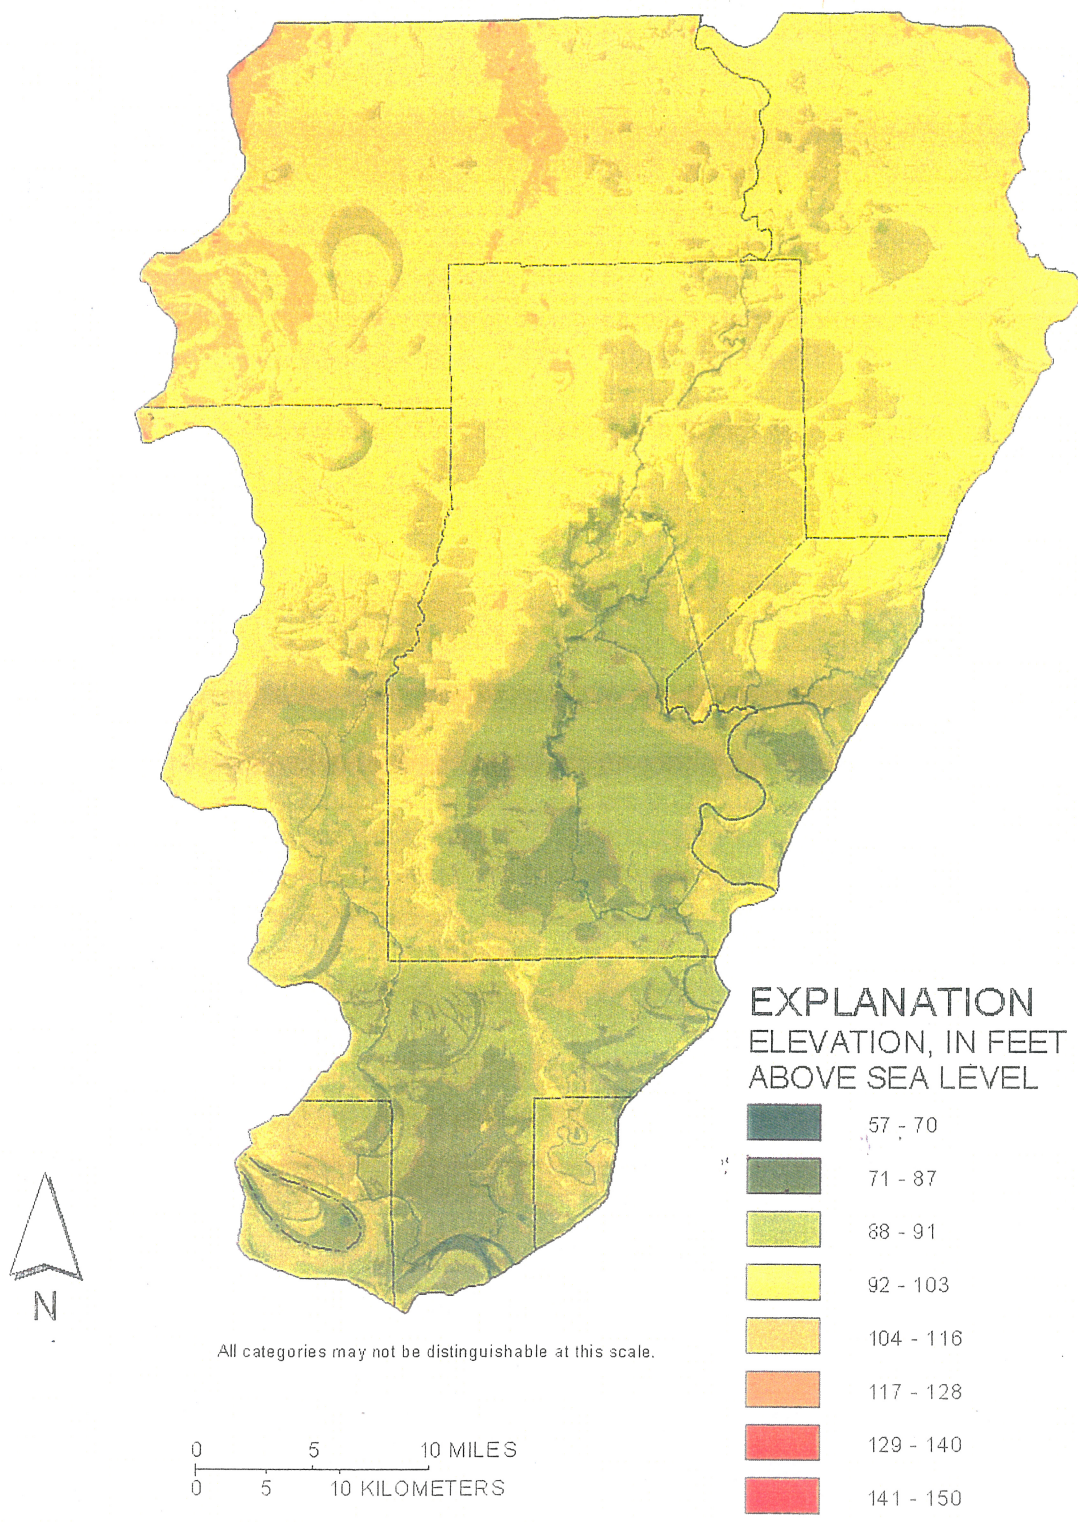 EXPLANATION
ELEVATION, IN FEET
ABOVE SEA LEVEL
57 - 70
71 - 87
88 - 91
92 - 103
104 - 116
117 - 128
129 - 140
141 - 150
N
All categories may not be distinguishable at this scale.
0 5 10 MILES
0 5 10 KILOMETERS